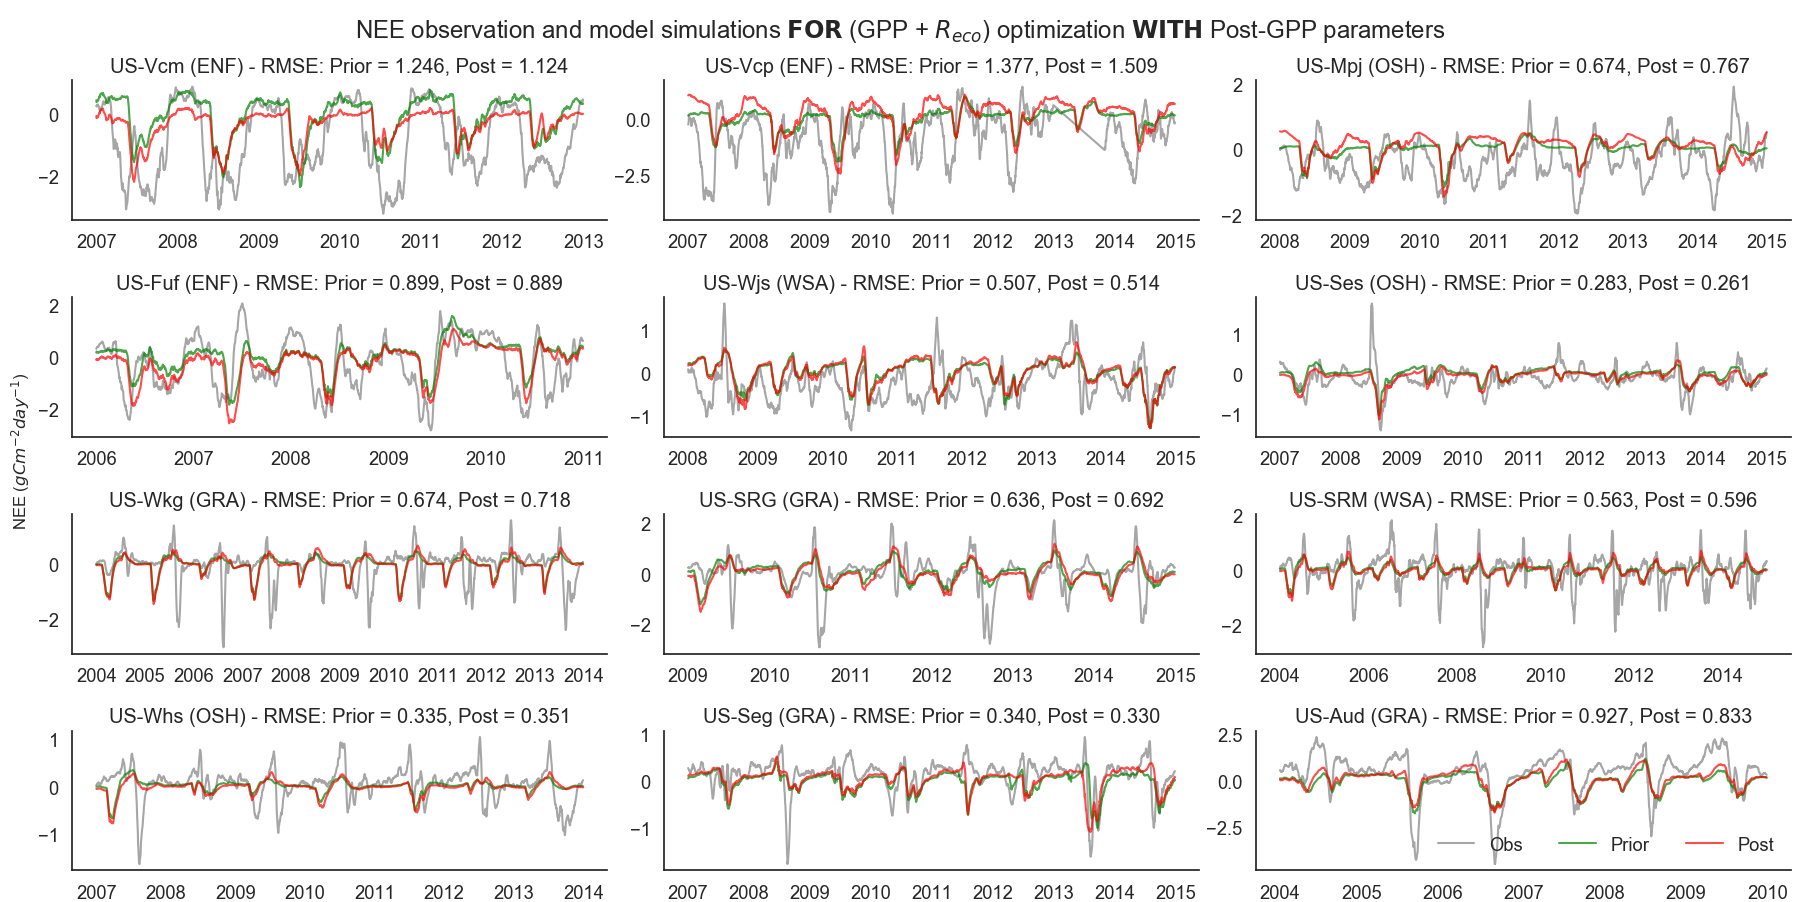 NEE observation and model simulations FOR (GPP + R_eco) optimization WITH Post-GPP parameters
US-Vcm (ENF) - RMSE: Prior = 1.246, Post = 1.124
0
−2
2007 2008 2009 2010 2011 2012 2013
US-Vcp (ENF) - RMSE: Prior = 1.377, Post = 1.509
0.0
−2.5
2007 2008 2009 2010 2011 2012 2013 2014 2015
US-Mpj (OSH) - RMSE: Prior = 0.674, Post = 0.767
2
0
−2
2008 2009 2010 2011 2012 2013 2014 2015
US-Fuf (ENF) - RMSE: Prior = 0.899, Post = 0.889
2
0
−2
2006 2007 2008 2009 2010 2011
US-Wjs (WSA) - RMSE: Prior = 0.507, Post = 0.514
1
0
−1
2008 2009 2010 2011 2012 2013 2014 2015
US-Ses (OSH) - RMSE: Prior = 0.283, Post = 0.261
1
0
−1
2007 2008 2009 2010 2011 2012 2013 2014 2015
NEE (gCm⁻²day⁻¹)
US-Wkg (GRA) - RMSE: Prior = 0.674, Post = 0.718
0
−2
2004 2005 2006 2007 2008 2009 2010 2011 2012 2013 2014
US-SRG (GRA) - RMSE: Prior = 0.636, Post = 0.692
2
0
−2
2009 2010 2011 2012 2013 2014 2015
US-SRM (WSA) - RMSE: Prior = 0.563, Post = 0.596
2
0
−2
2004 2006 2008 2010 2012 2014
US-Whs (OSH) - RMSE: Prior = 0.335, Post = 0.351
1
0
−1
2007 2008 2009 2010 2011 2012 2013 2014
US-Seg (GRA) - RMSE: Prior = 0.340, Post = 0.330
1
0
−1
2007 2008 2009 2010 2011 2012 2013 2014 2015
US-Aud (GRA) - RMSE: Prior = 0.927, Post = 0.833
2.5
0.0
−2.5
Obs Prior Post
2004 2005 2006 2007 2008 2009 2010